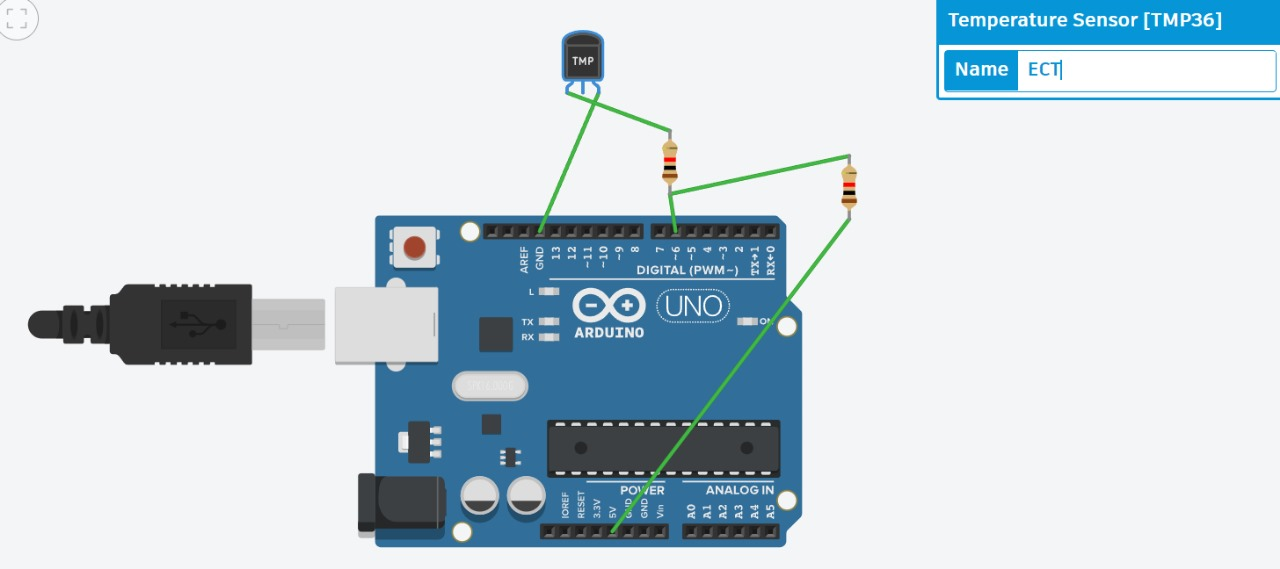 Temperature Sensor [TMP36]
Name ECT
TMP
AREF
GND
13
12
~11
~10
~9
8
7
~6
~5
4
~3
2
TX→1
RX←0
DIGITAL (PWM~)
L
TX
RX
UNO
ARDUINO
ON
POWER
ANALOG IN
IOREF
RESET
3.3V
5V
GND
GND
Vin
A0
A1
A2
A3
A4
A5